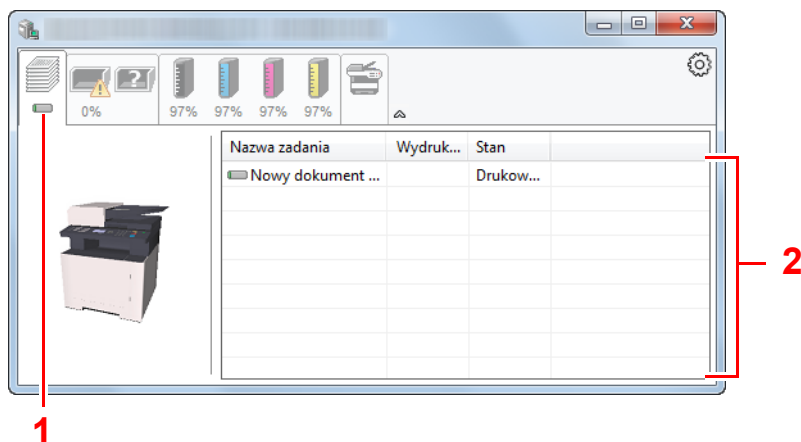 ?
0% 97% 97% 97% 97%
Nazwa zadania Wydruk... Stan
Nowy dokument ... Drukow...
2
1